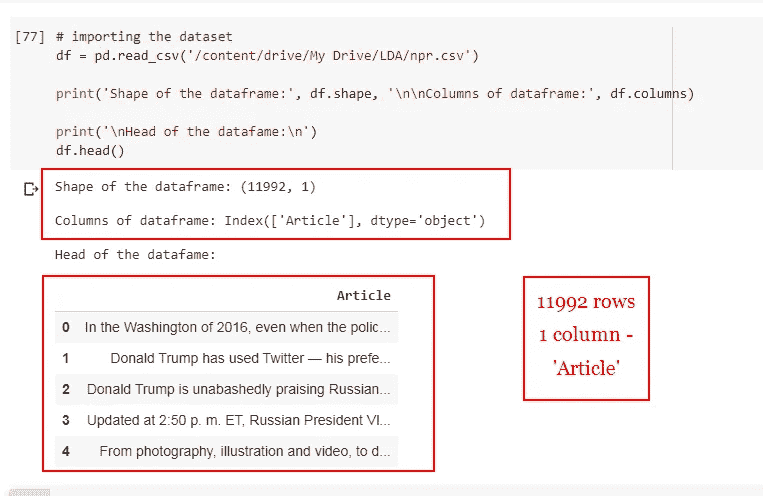 [77] # importing the dataset
df = pd.read_csv('/content/drive/My Drive/LDA/npr.csv')
print('Shape of the dataframe:', df.shape, '\n\nColumns of dataframe:', df.columns)
print('\nHead of the datafame:\n')
df.head()
Shape of the dataframe: (11992, 1)
Columns of dataframe: Index(['Article'], dtype='object')
Head of the datafame:
Article
0 In the Washington of 2016, even when the polic...
1 Donald Trump has used Twitter — his prefe...
2 Donald Trump is unabashedly praising Russian...
3 Updated at 2:50 p. m. ET, Russian President Vl...
4 From photography, illustration and video, to d...
11992 rows
1 column -
'Article'